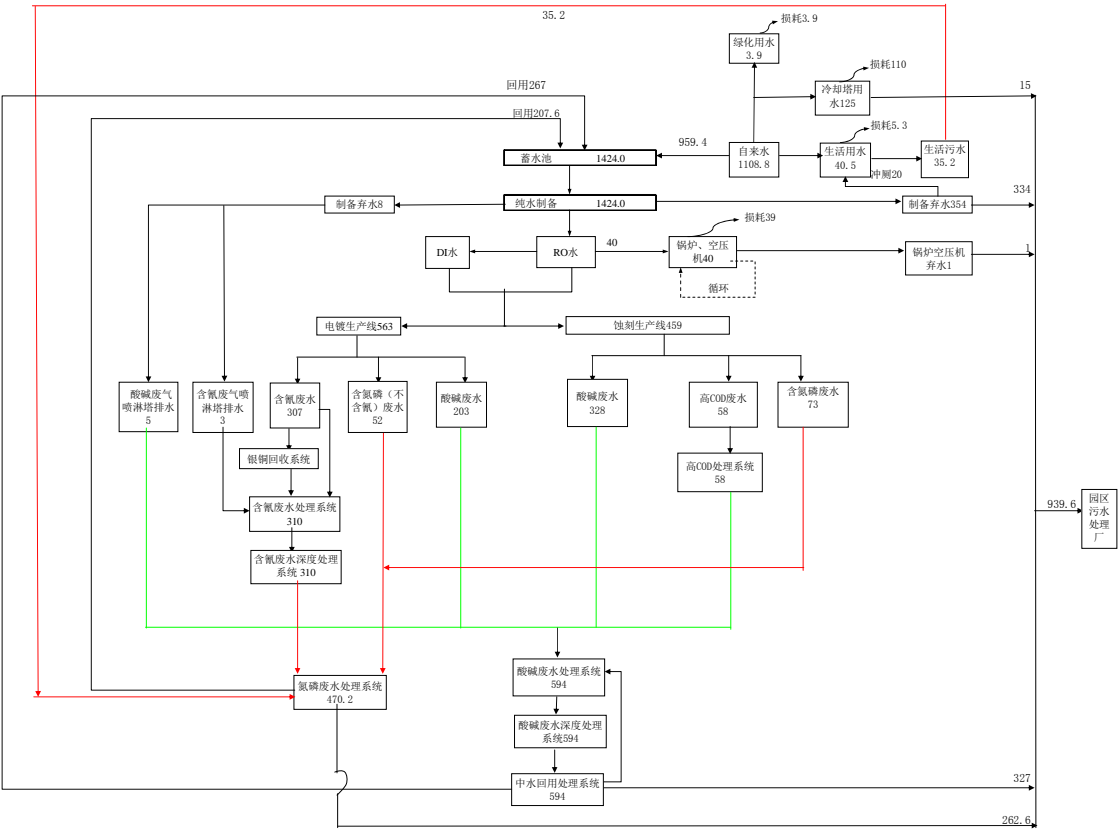 35.2
损耗3.9
绿化用水
3.9
损耗110
冷却塔用
水125
15
回用267
回用207.6
959.4
自来水
1108.8
损耗5.3
生活用水
40.5
生活污水
35.2
蓄水池 1424.0
冲厕20
纯水制备 1424.0
制备弃水8
制备弃水354
334
损耗39
DI水
RO水
40
锅炉、空压
机40
循环
锅炉空压机
弃水1
1
电镀生产线563
蚀刻生产线459
酸碱废气
喷淋塔排水
5
含氰废气喷
淋塔排水
3
含氰废水
307
含氮磷（不
含氰）废水
52
酸碱废水
203
酸碱废水
328
高COD废水
58
含氮磷废水
73
银铜回收系统
高COD处理系统
58
含氰废水处理系统
310
939.6
园区
污水
处理
厂
含氰废水深度处理
系统 310
氮磷废水处理系统
470.2
酸碱废水处理系统
594
酸碱废水深度处理
系统594
中水回用处理系统
594
327
262.6